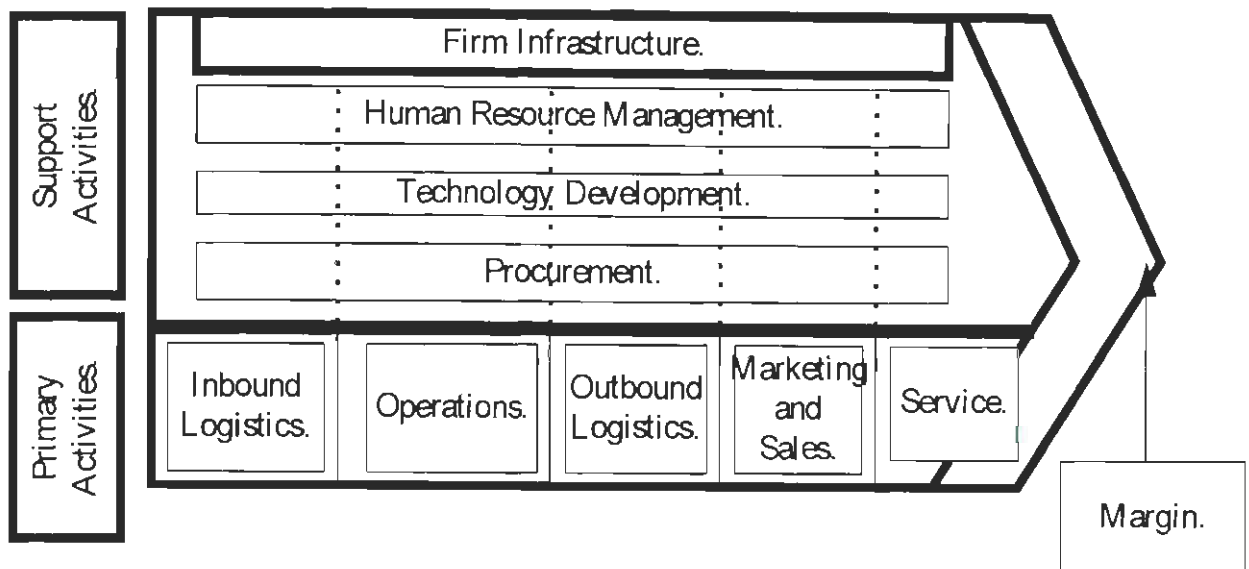 Support
Activities.
Firm Infrastructure.
Human Resource Management.
Technology Development.
Procurement.
Primary
Activities.
Inbound
Logistics.
Operations.
Outbound
Logistics.
Marketing
and
Sales.
Service.
Margin.